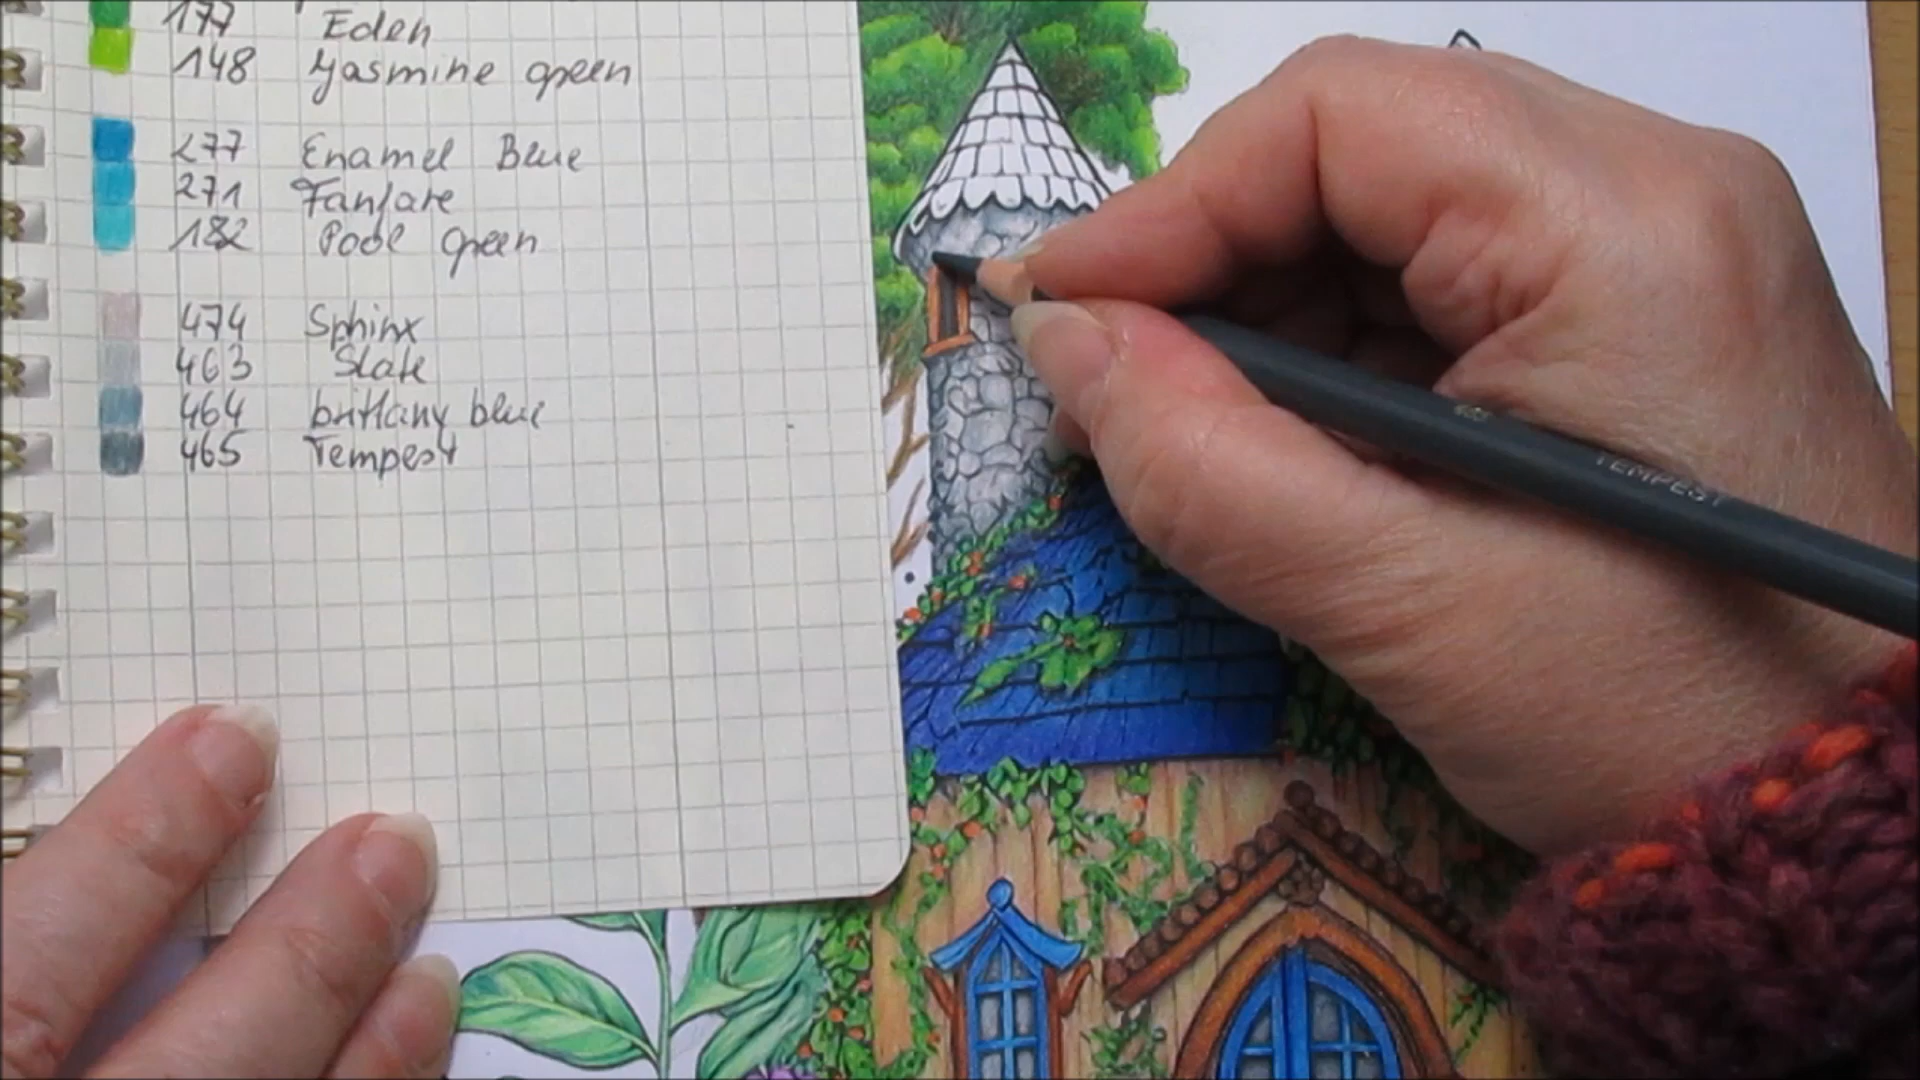 177 Eden
148 Yasmine green
277 Enamel Blue
271 Fanfare
182 Pool green
474 Sphinx
463 Slate
464 brittany blue
465 Tempest
465 TEMPEST